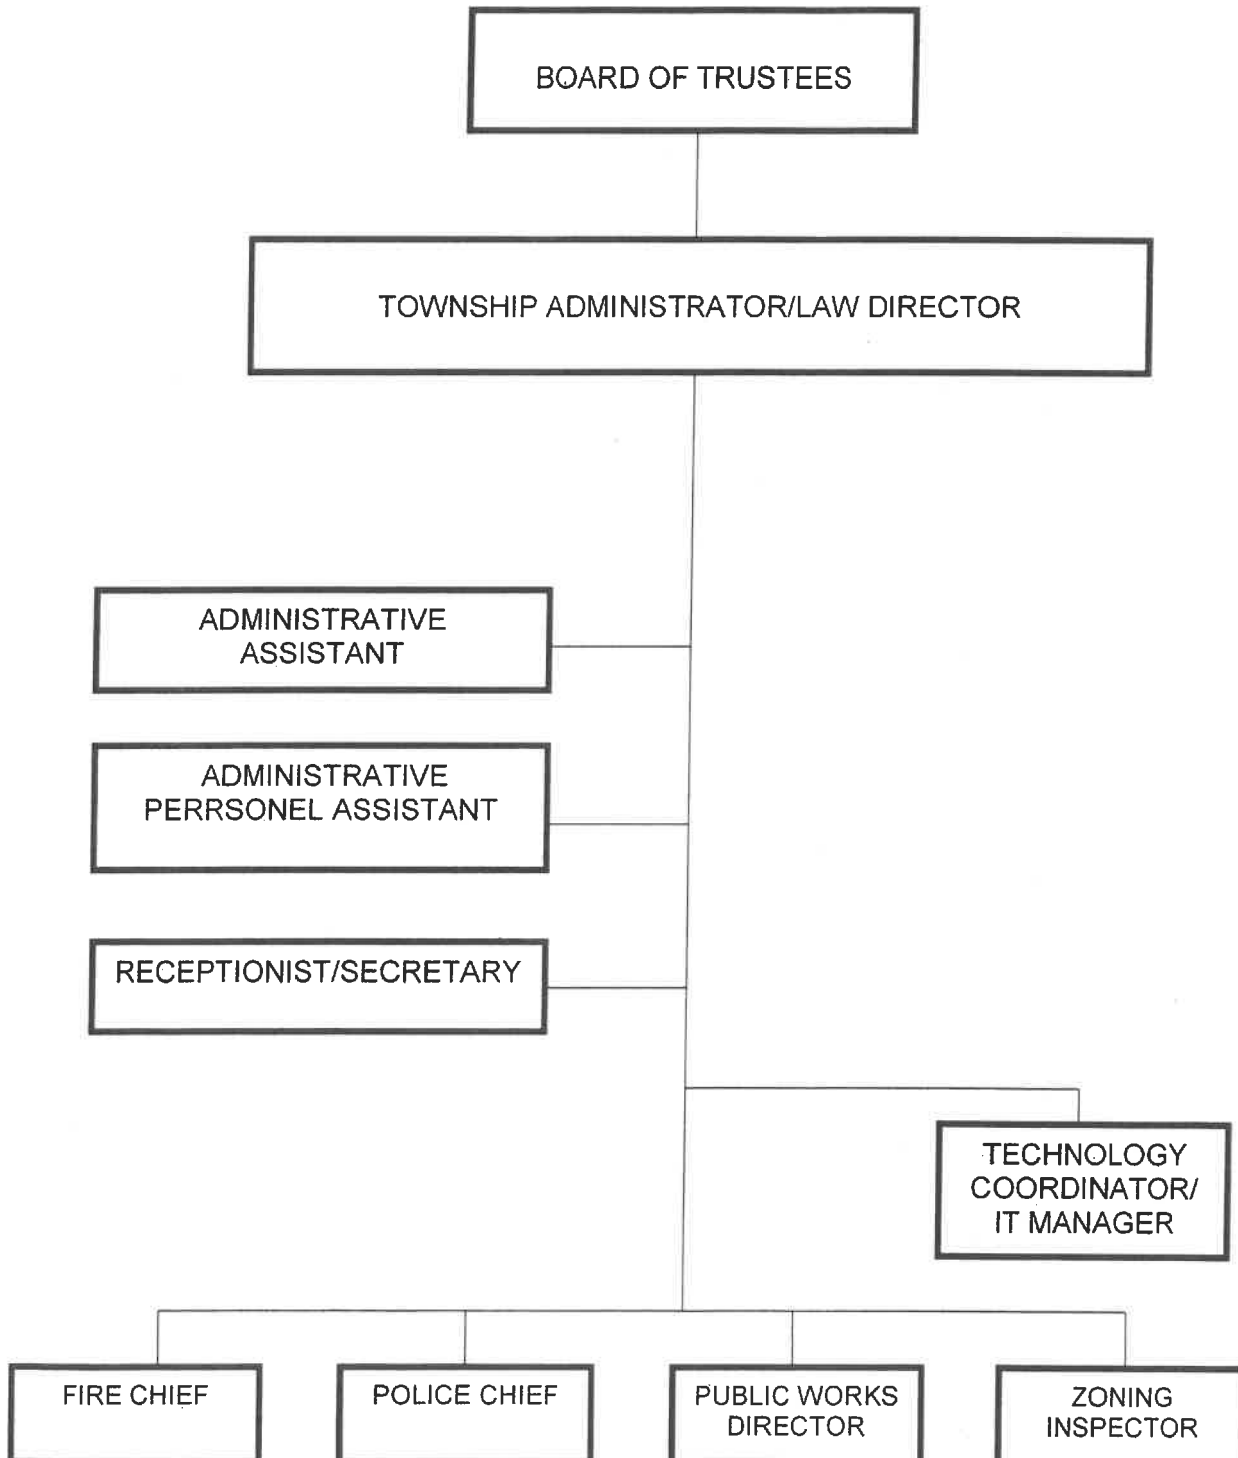 BOARD OF TRUSTEES
TOWNSHIP ADMINISTRATOR/LAW DIRECTOR
ADMINISTRATIVE
ASSISTANT
ADMINISTRATIVE
PERRSONEL ASSISTANT
RECEPTIONIST/SECRETARY
TECHNOLOGY
COORDINATOR/
IT MANAGER
FIRE CHIEF
POLICE CHIEF
PUBLIC WORKS
DIRECTOR
ZONING
INSPECTOR